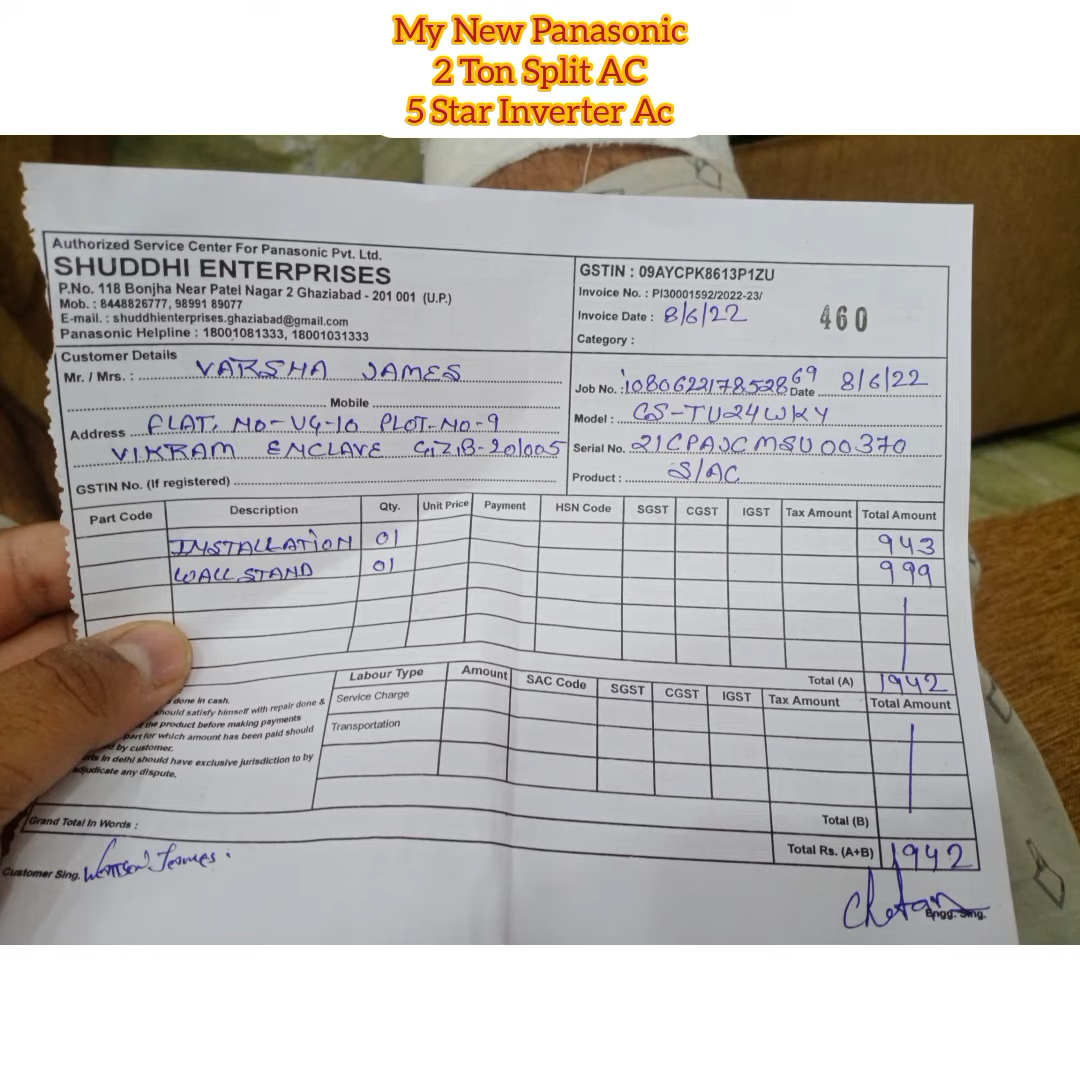 My New Panasonic
2 Ton Split AC
5 Star Inverter Ac
Authorized Service Center For Panasonic Pvt. Ltd.
SHUDDHI ENTERPRISES
P.No. 118 Bonjha Near Patel Nagar 2 Ghaziabad - 201 001 (U.P.)
Mob. : 8448826777, 98991 89077
E-mail. : shuddhienterprises.ghaziabad@gmail.com
Panasonic Helpline : 18001081333, 18001031333
GSTIN : 09AYCPK8613P1ZU
Invoice No. : PI30001592/2022-23/
Invoice Date : 8/6/22 460
Category :
Customer Details
Mr. / Mrs. : VARSHA JAMES
Mobile
Address FLAT, NO-UG-10 PLOT-NO-9
VIKRAM ENCLAVE G.Z.B-201005
GSTIN No. (If registered)
Job No. : 108062217852869 Date 8/6/22
Model : CS-TU24WKY
Serial No. 21CPAJCMSU00370
Product : S/AC
Part Code Description Qty. Unit Price Payment HSN Code SGST CGST IGST Tax Amount Total Amount
INSTALLATION 01 943
WALL STAND 01 999
Total (A) 1942
Labour Type Amount SAC Code SGST CGST IGST Tax Amount Total Amount
Service Charge
Transportation
done in cash.
should satisfy himself with repair done &
the product before making payments
part for which amount has been paid should
by customer.
in delhi should have exclusive jurisdiction to by
adjudicate any dispute.
Total (B)
Grand Total In Words :
Total Rs. (A+B) 1942
Customer Sing.
Chetan
Engg. Sing.